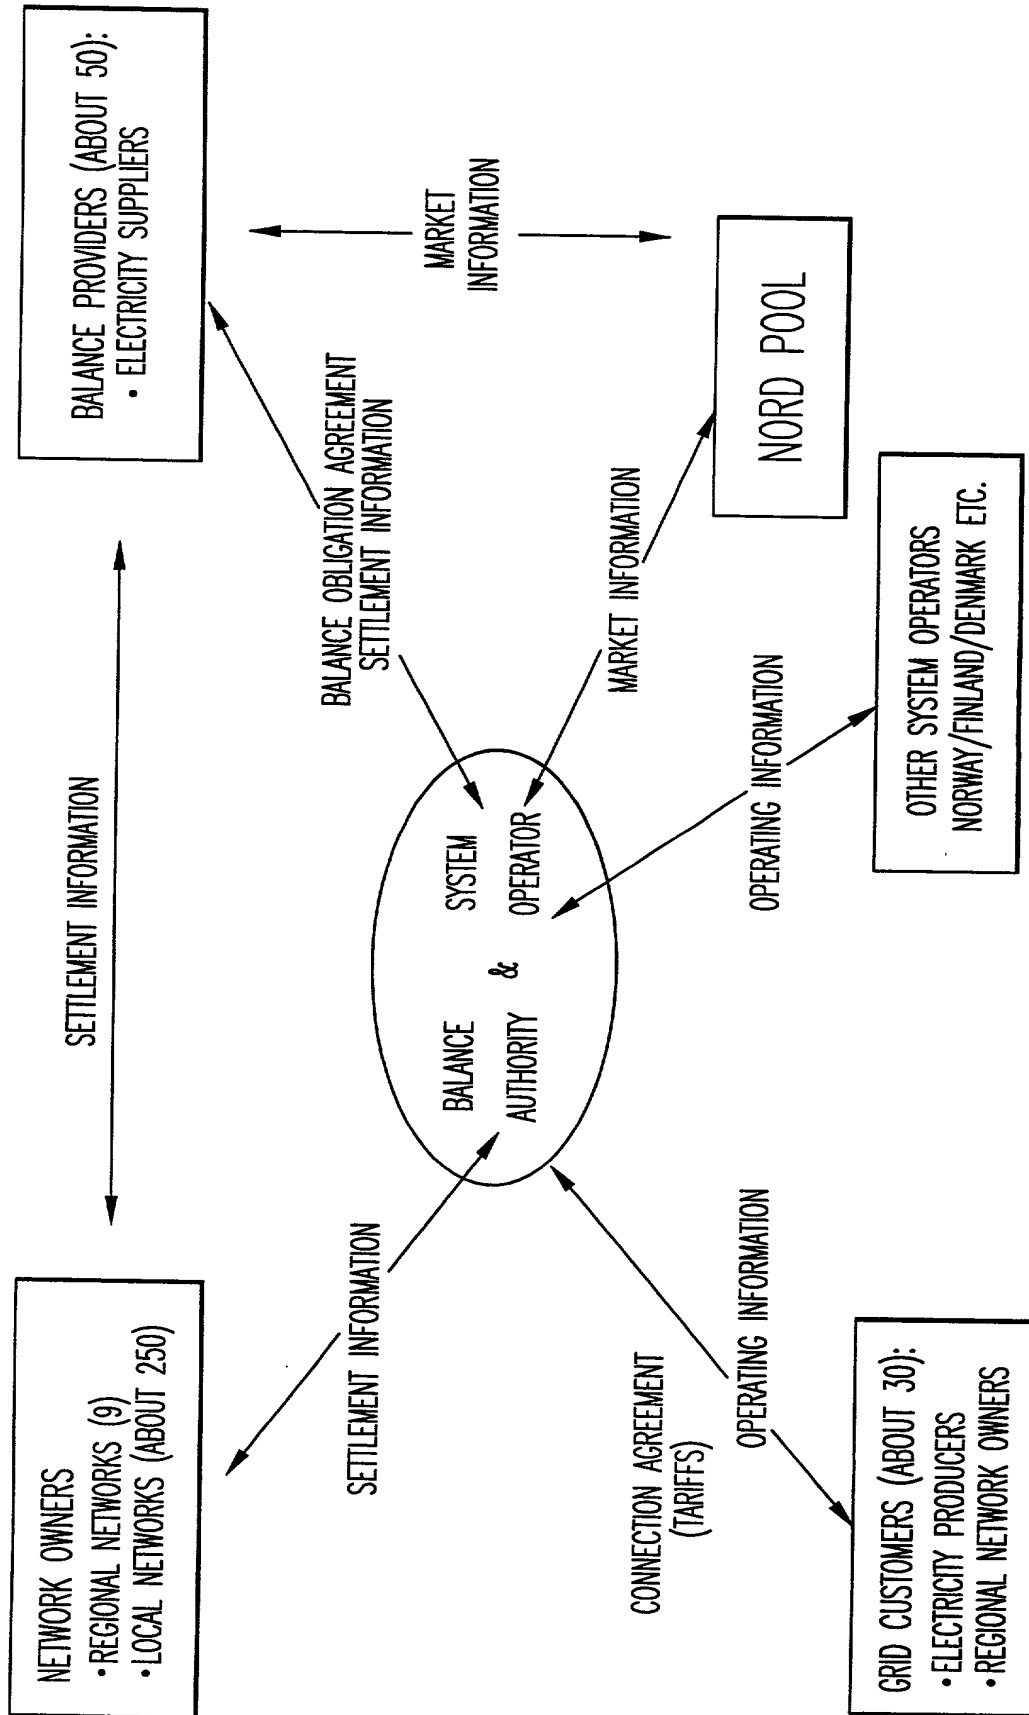 NETWORK OWNERS
•REGIONAL NETWORKS (9)
•LOCAL NETWORKS (ABOUT 250)
SETTLEMENT INFORMATION
BALANCE PROVIDERS (ABOUT 50):
• ELECTRICITY SUPPLIERS
SETTLEMENT INFORMATION
BALANCE OBLIGATION AGREEMENT
SETTLEMENT INFORMATION
MARKET
INFORMATION
BALANCE
AUTHORITY
&
SYSTEM
OPERATOR
MARKET INFORMATION
NORD POOL
CONNECTION AGREEMENT
(TARIFFS)
OPERATING INFORMATION
OPERATING INFORMATION
GRID CUSTOMERS (ABOUT 30):
•ELECTRICITY PRODUCERS
•REGIONAL NETWORK OWNERS
OTHER SYSTEM OPERATORS
NORWAY/FINLAND/DENMARK ETC.